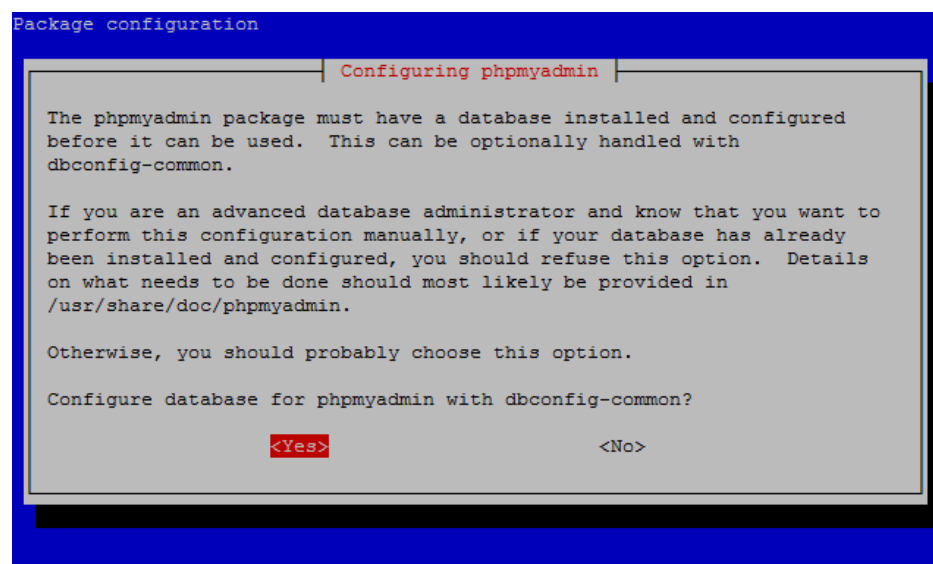 Package configuration
Configuring phpmyadmin
The phpmyadmin package must have a database installed and configured
before it can be used.  This can be optionally handled with
dbconfig-common.
If you are an advanced database administrator and know that you want to
perform this configuration manually, or if your database has already
been installed and configured, you should refuse this option.  Details
on what needs to be done should most likely be provided in
/usr/share/doc/phpmyadmin.
Otherwise, you should probably choose this option.
Configure database for phpmyadmin with dbconfig-common?
<Yes> <No>